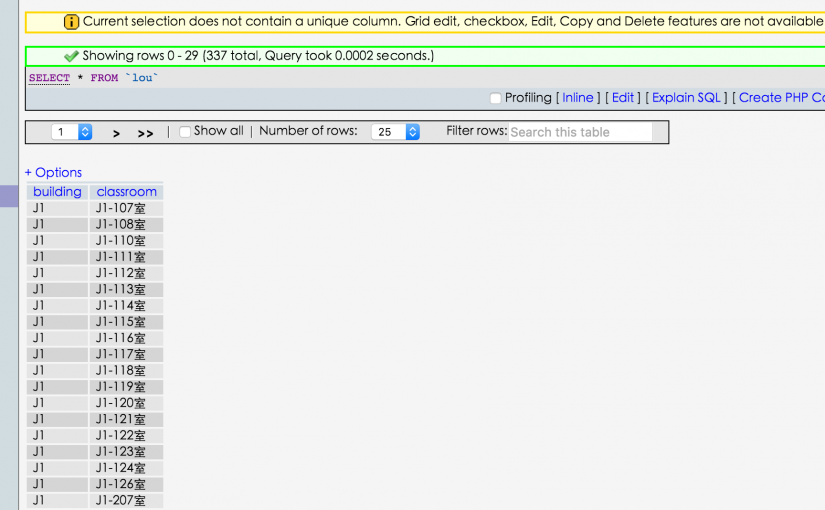 Current selection does not contain a unique column. Grid edit, checkbox, Edit, Copy and Delete features are not available
Showing rows 0 - 29 (337 total, Query took 0.0002 seconds.)
SELECT * FROM `lou`
Profiling [ Inline ] [ Edit ] [ Explain SQL ] [ Create PHP Co
1 > >> | Show all | Number of rows: 25 Filter rows: Search this table
+ Options
building classroom
J1 J1-107室
J1 J1-108室
J1 J1-110室
J1 J1-111室
J1 J1-112室
J1 J1-113室
J1 J1-114室
J1 J1-115室
J1 J1-116室
J1 J1-117室
J1 J1-118室
J1 J1-119室
J1 J1-120室
J1 J1-121室
J1 J1-122室
J1 J1-123室
J1 J1-124室
J1 J1-126室
J1 J1-207室